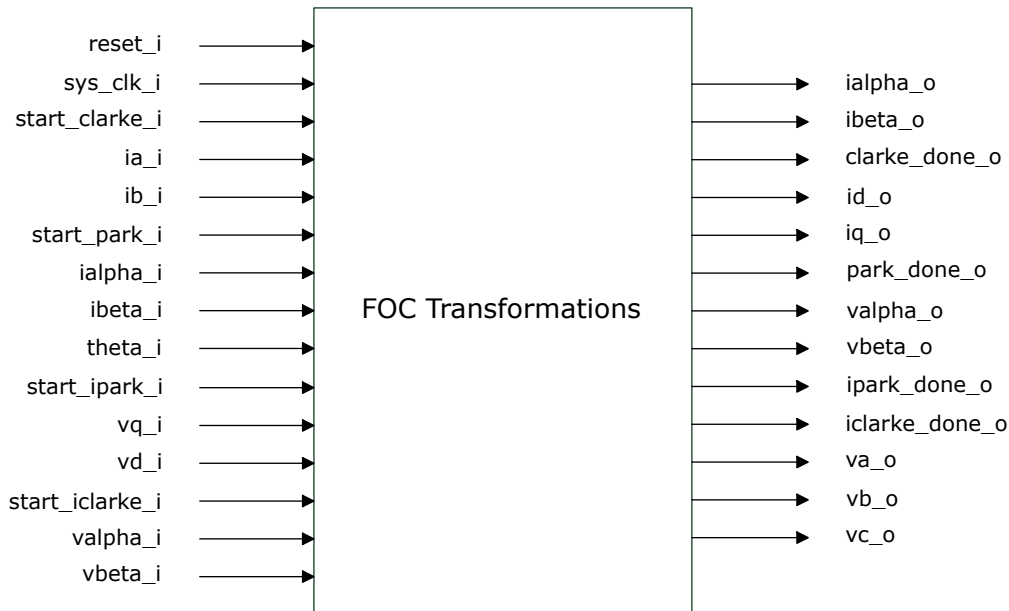 reset_i
sys_clk_i
start_clarke_i
ia_i
ib_i
start_park_i
ialpha_i
ibeta_i
theta_i
start_ipark_i
vq_i
vd_i
start_iclarke_i
valpha_i
vbeta_i
FOC Transformations
ialpha_o
ibeta_o
clarke_done_o
id_o
iq_o
park_done_o
valpha_o
vbeta_o
ipark_done_o
iclarke_done_o
va_o
vb_o
vc_o